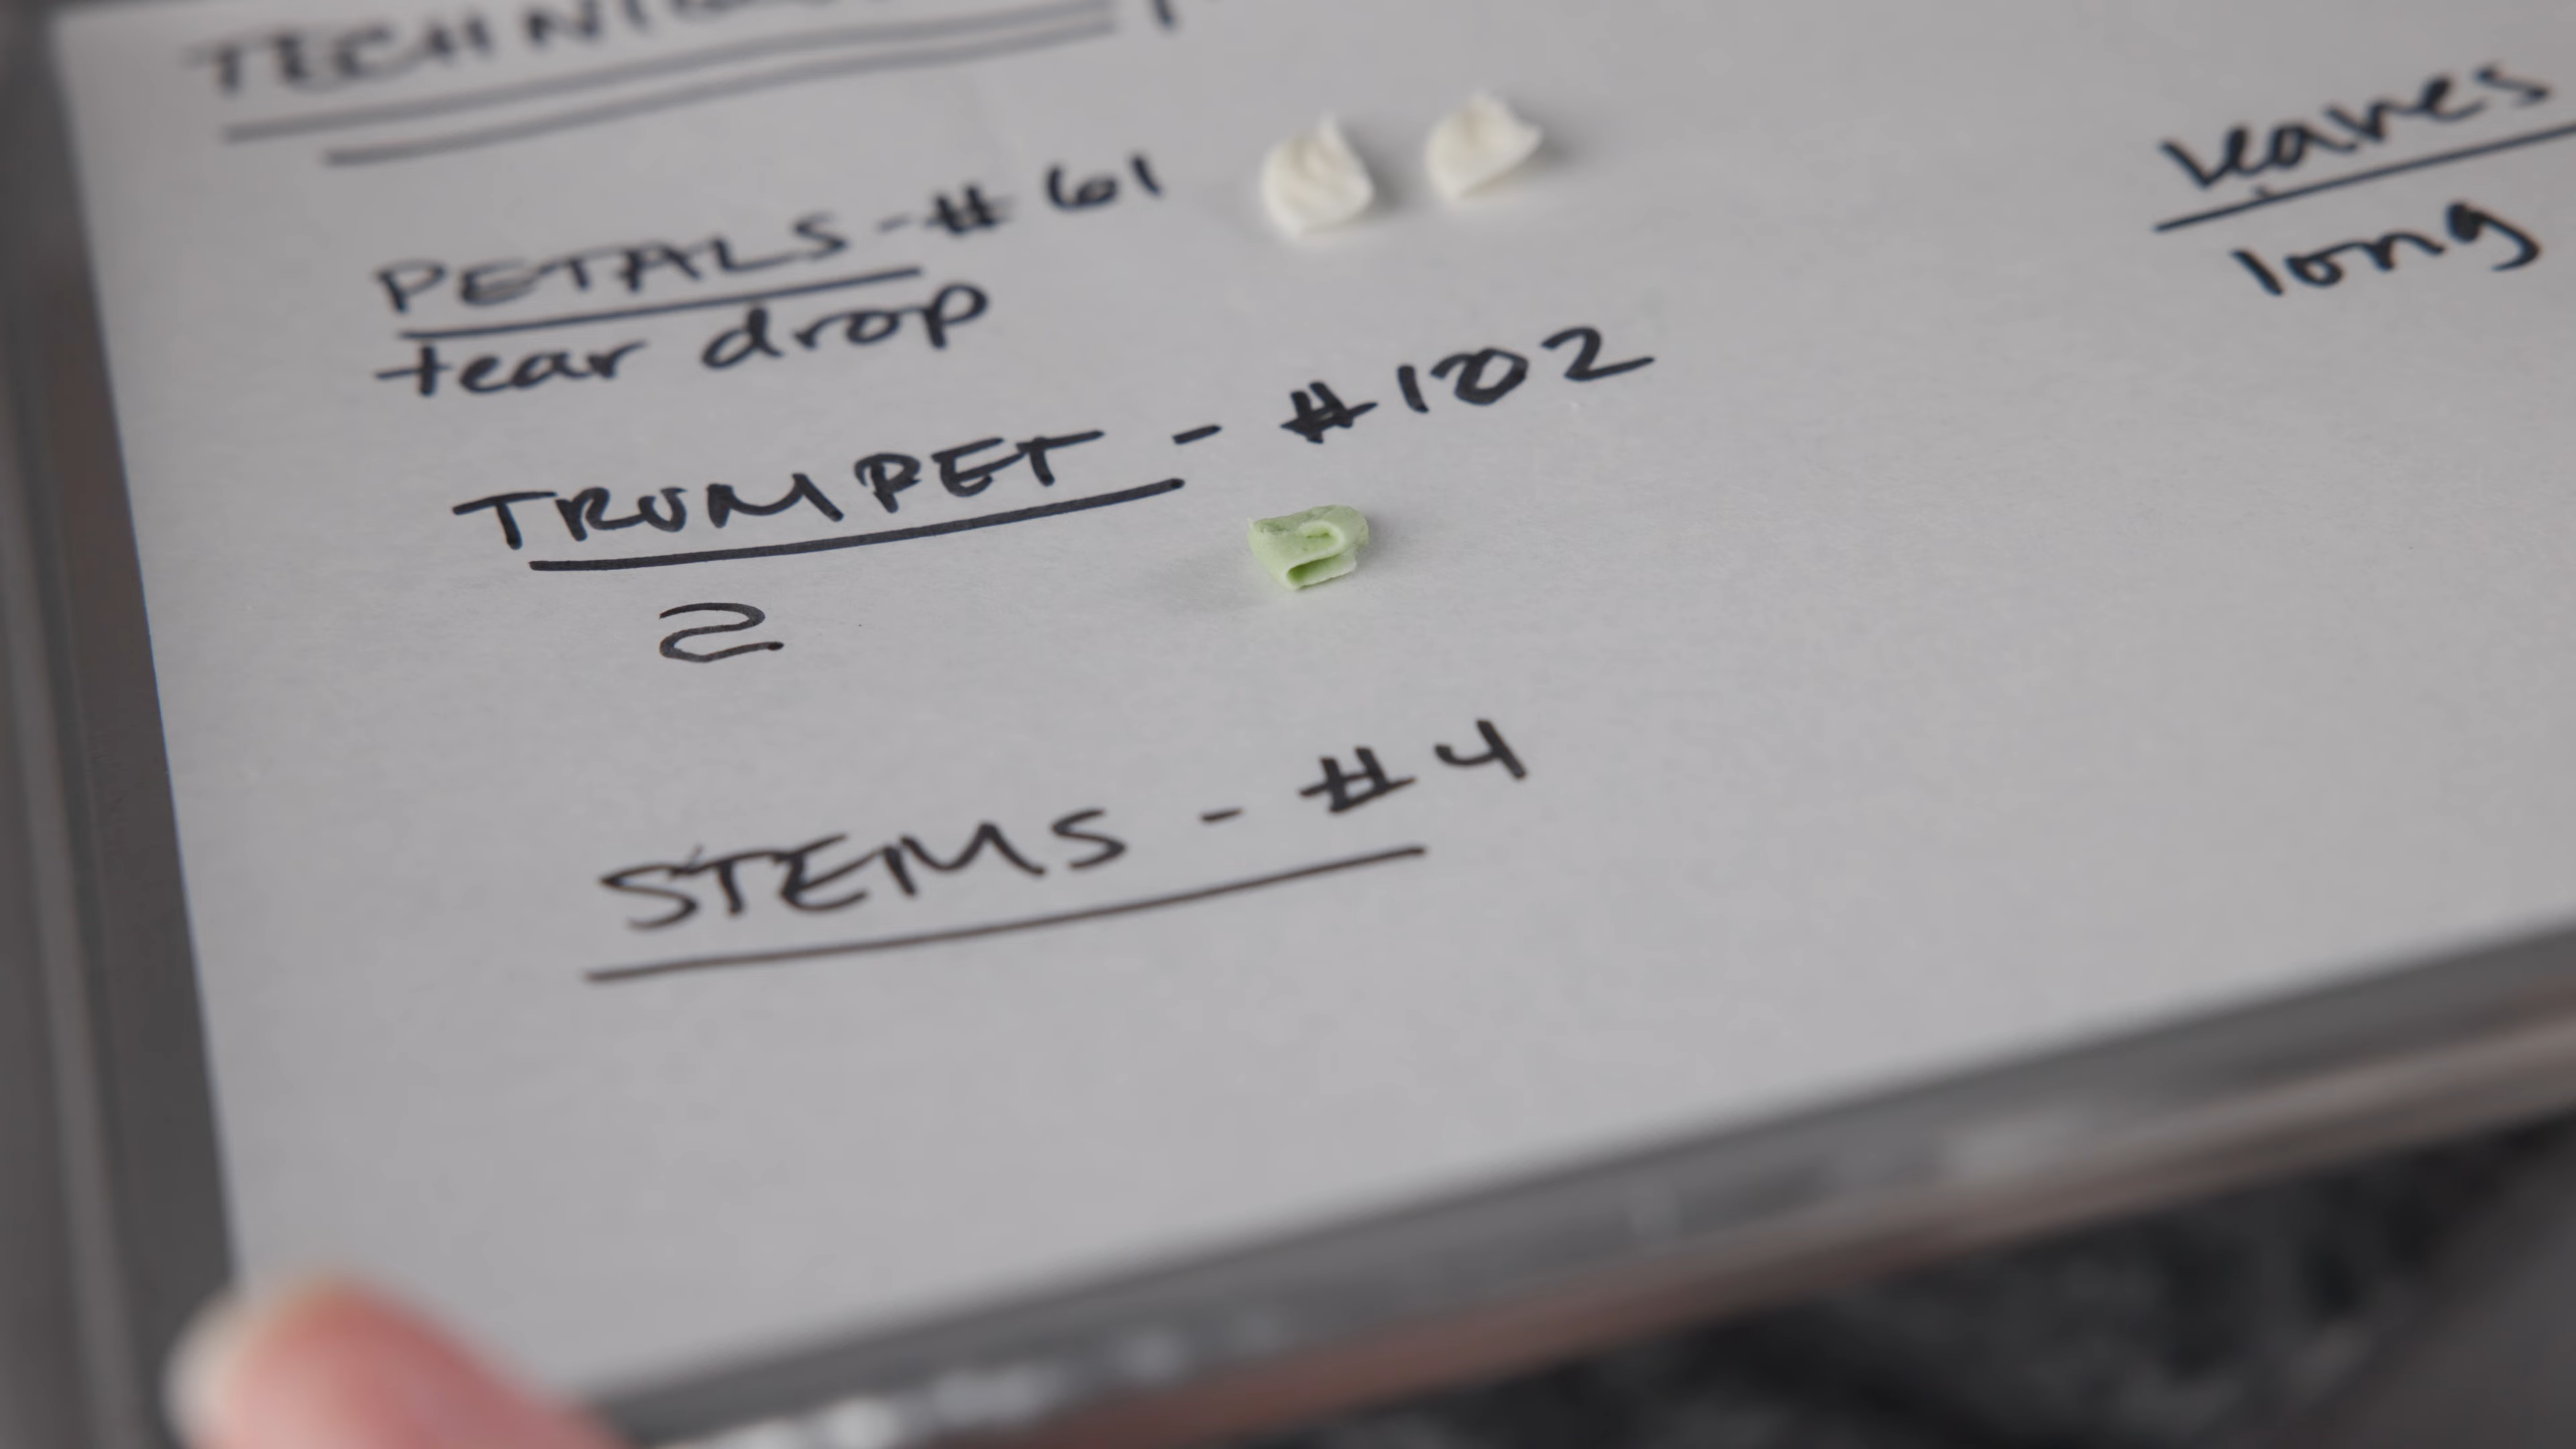 PETALS - # 61
tear drop
TRUMPET - # 102
2
STEMS - # 4
leaves
long